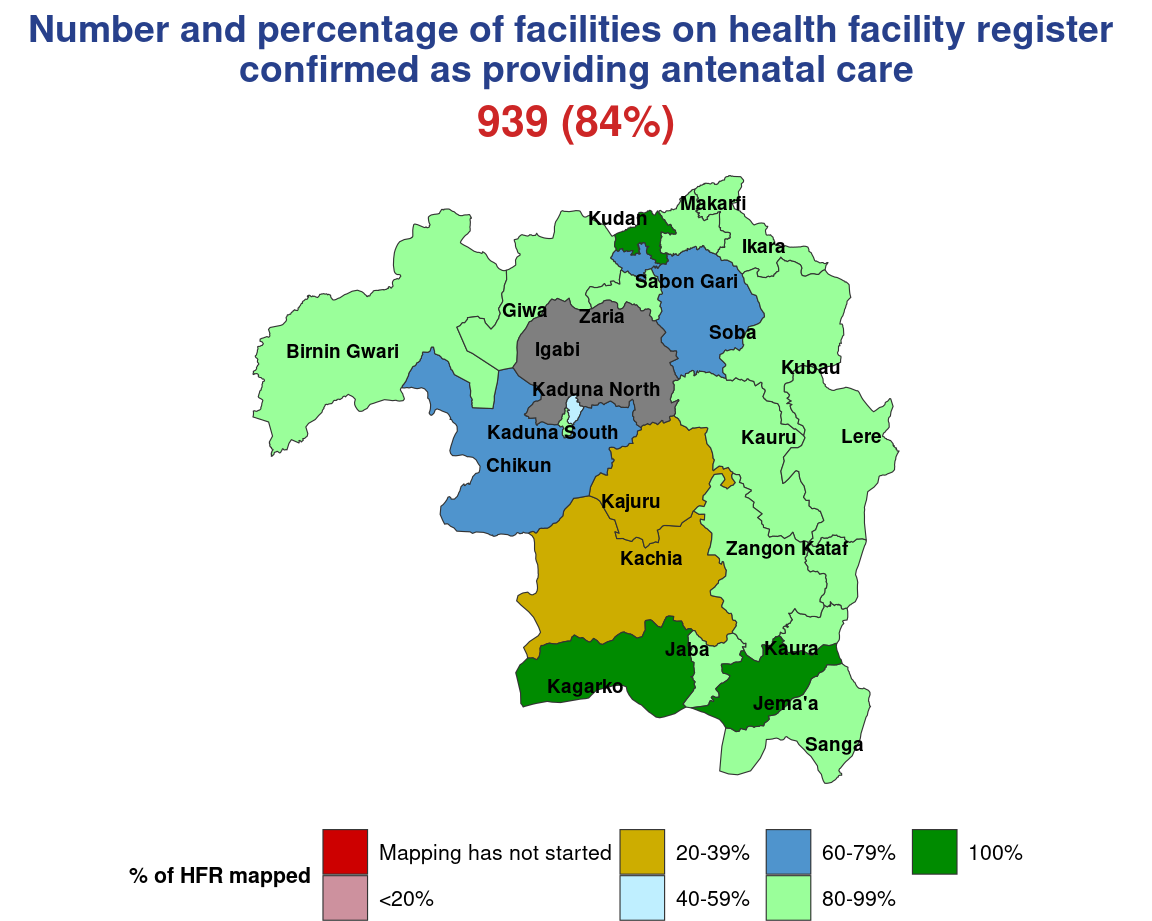 Number and percentage of facilities on health facility register
confirmed as providing antenatal care
939 (84%)
Makarfi
Kudan
Ikara
Sabon Gari
Giwa
Zaria
Soba
Igabi
Birnin Gwari
Kubau
Kaduna North
Kaduna South
Kauru
Lere
Chikun
Kajuru
Zangon Kataf
Kachia
Jaba
Kaura
Kagarko
Jema'a
Sanga
% of HFR mapped
Mapping has not started
<20%
20-39%
40-59%
60-79%
80-99%
100%